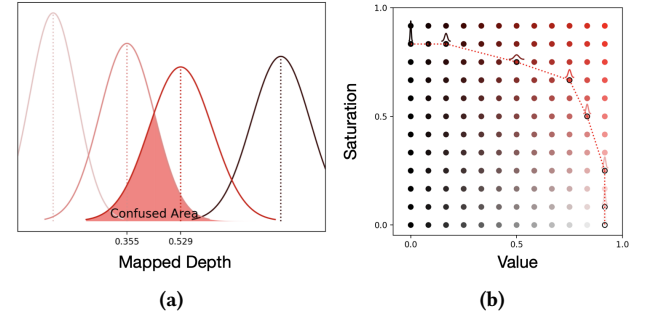 Confused Area
0.355
0.529
Mapped Depth
(a)
1.0
0.5
0.0
Saturation
0.0
0.5
1.0
Value
(b)